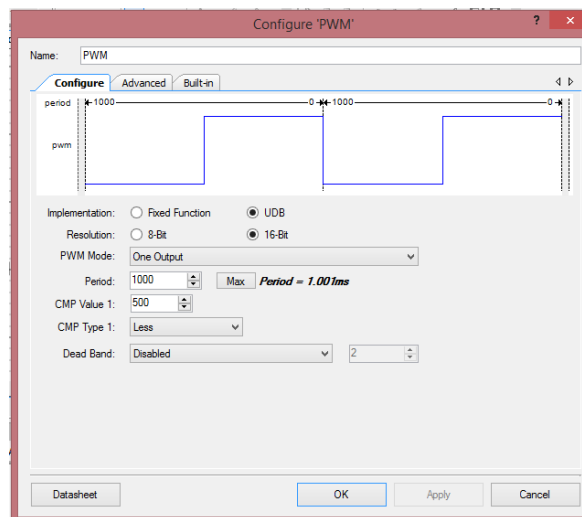 Configure 'PWM'
?
×
Name: PWM
Configure Advanced Built-in
period 1000 0 1000 0
pwm
Implementation: Fixed Function UDB
Resolution: 8-Bit 16-Bit
PWM Mode: One Output
Period: 1000 Max Period = 1.001ms
CMP Value 1: 500
CMP Type 1: Less
Dead Band: Disabled 2
Datasheet OK Apply Cancel